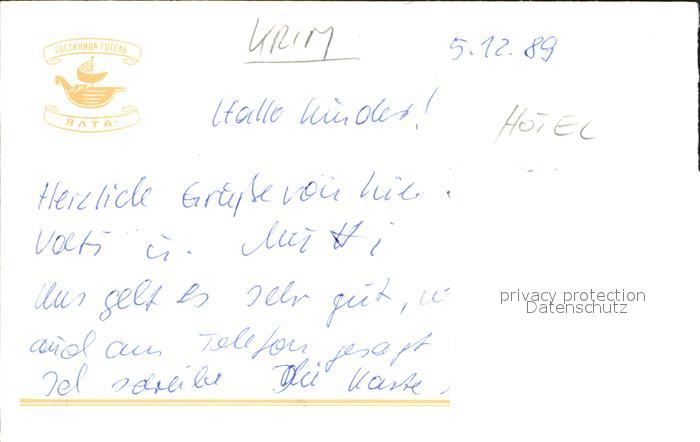 ГОСТИНИЦА-ГОТЕЛЬ
ЯЛТА
KRIM
5.12.89
Hallo Kinder!
HOTEL
Herzliche Grüße von hier
Vati u. Mutti
Uns geht es sehr gut,
auch am Telefon gesagt
Ich schreibe Die Karte
privacy protection
Datenschutz